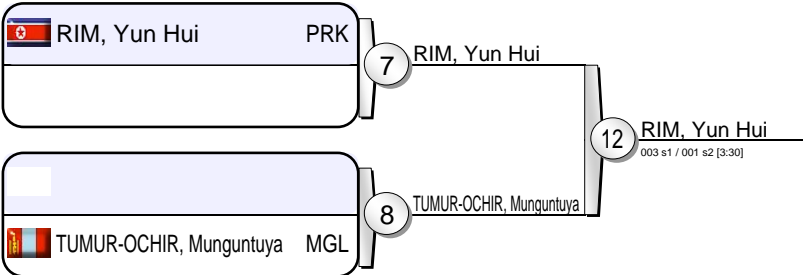 RIM, Yun Hui PRK
7
RIM, Yun Hui
12
RIM, Yun Hui
003 s1 / 001 s2 [3:30]
8
TUMUR-OCHIR, Munguntuya
TUMUR-OCHIR, Munguntuya MGL